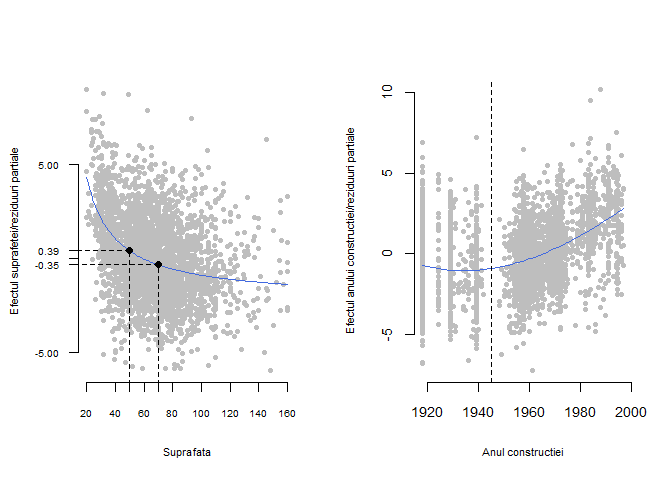 Efectul suprafetei/reziduuri partiale
5.00
0.39
-0.35
-5.00
20 40 60 80 100 120 140 160
Suprafata
Efectul anului constructiei/reziduuri partiale
10
5
0
-5
1920 1940 1960 1980 2000
Anul constructiei